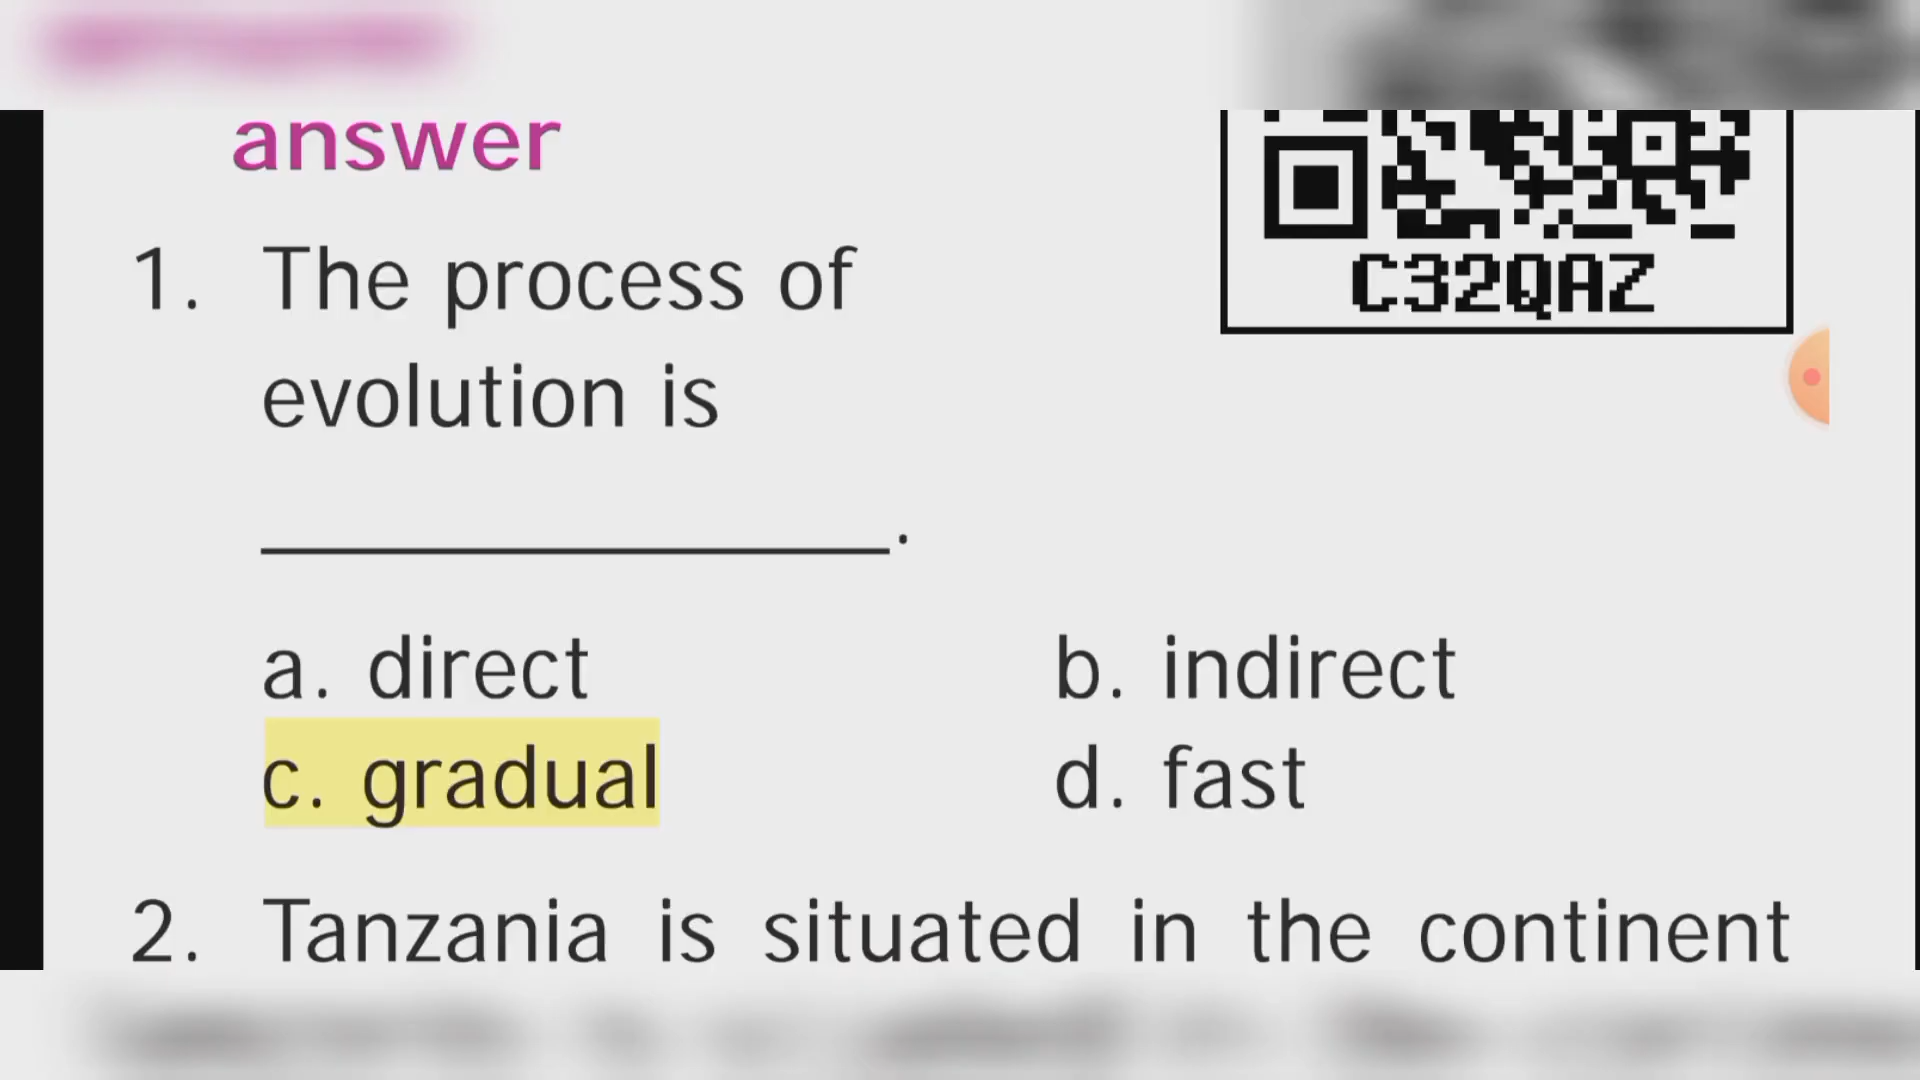 answer
C32QAZ
1. The process of
evolution is
____________.
a. direct b. indirect
c. gradual d. fast
2. Tanzania is situated in the continent